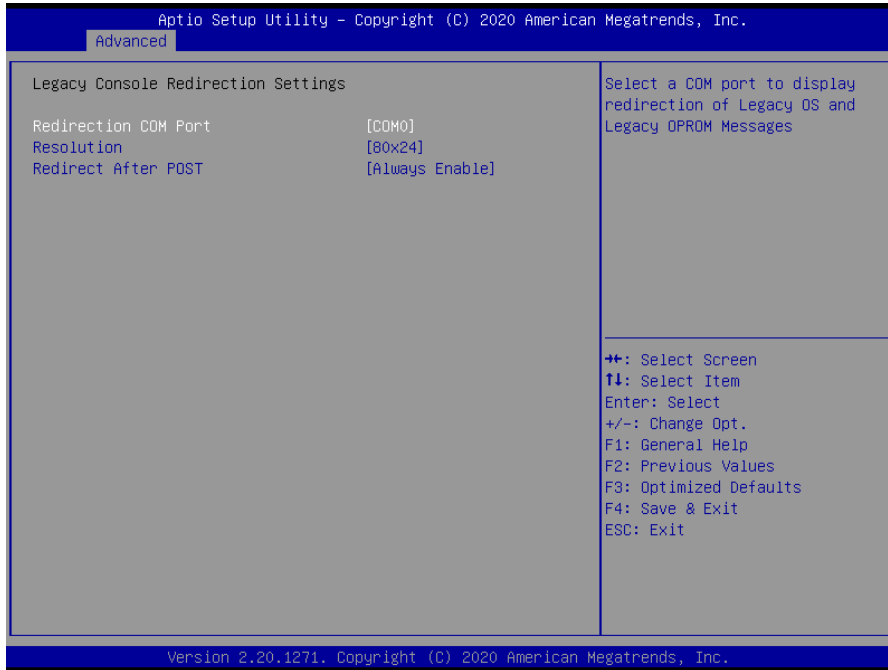 Aptio Setup Utility – Copyright (C) 2020 American Megatrends, Inc.
Advanced
Legacy Console Redirection Settings
Redirection COM Port [COM0]
Resolution [80x24]
Redirect After POST [Always Enable]
Select a COM port to display
redirection of Legacy OS and
Legacy OPROM Messages
→←: Select Screen
↑↓: Select Item
Enter: Select
+/-: Change Opt.
F1: General Help
F2: Previous Values
F3: Optimized Defaults
F4: Save & Exit
ESC: Exit
Version 2.20.1271. Copyright (C) 2020 American Megatrends, Inc.